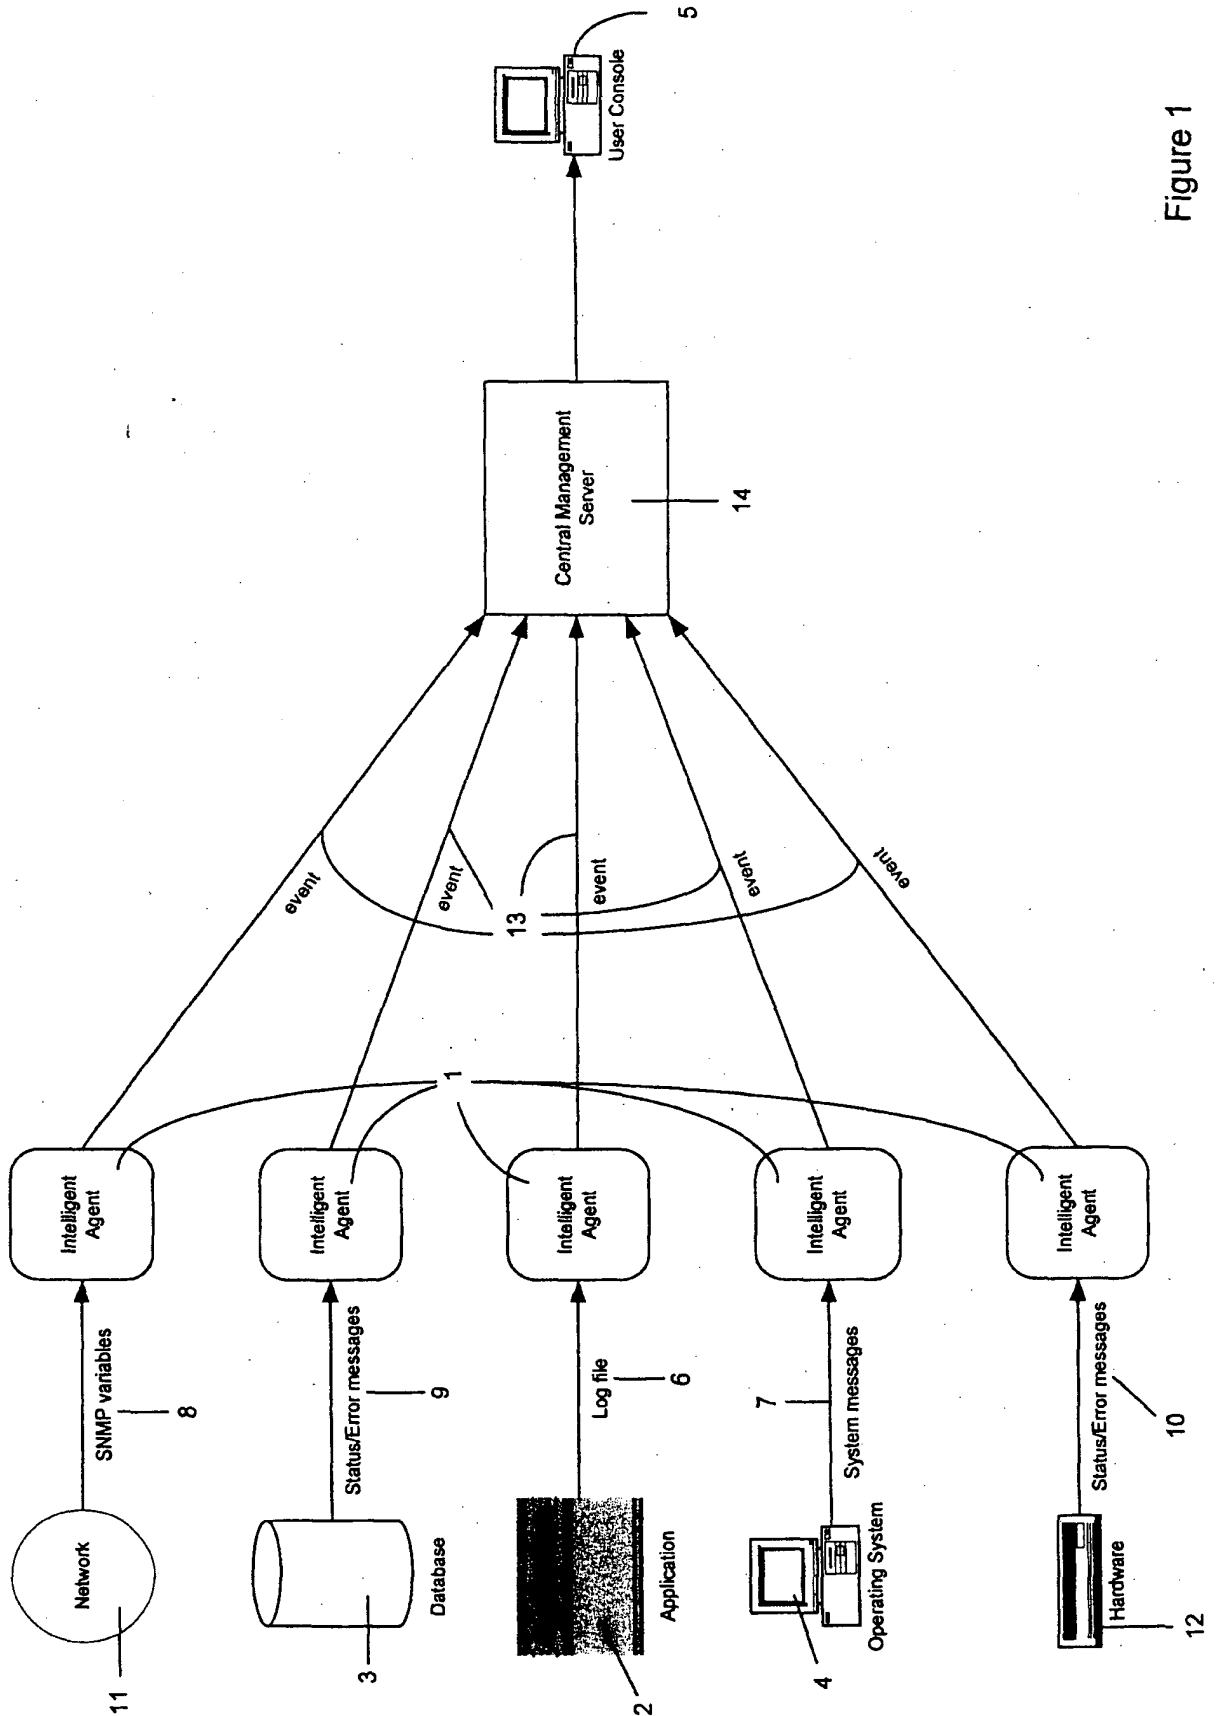 Network
11
SNMP variables
8
Intelligent
Agent
event
Database
3
Status/Error messages
9
Intelligent
Agent
event
1
13
Application
2
Log file
6
Intelligent
Agent
event
Central Management
Server
14
User Console
5
Operating System
4
System messages
7
Intelligent
Agent
event
Hardware
12
Status/Error messages
10
Intelligent
Agent
event
Figure 1